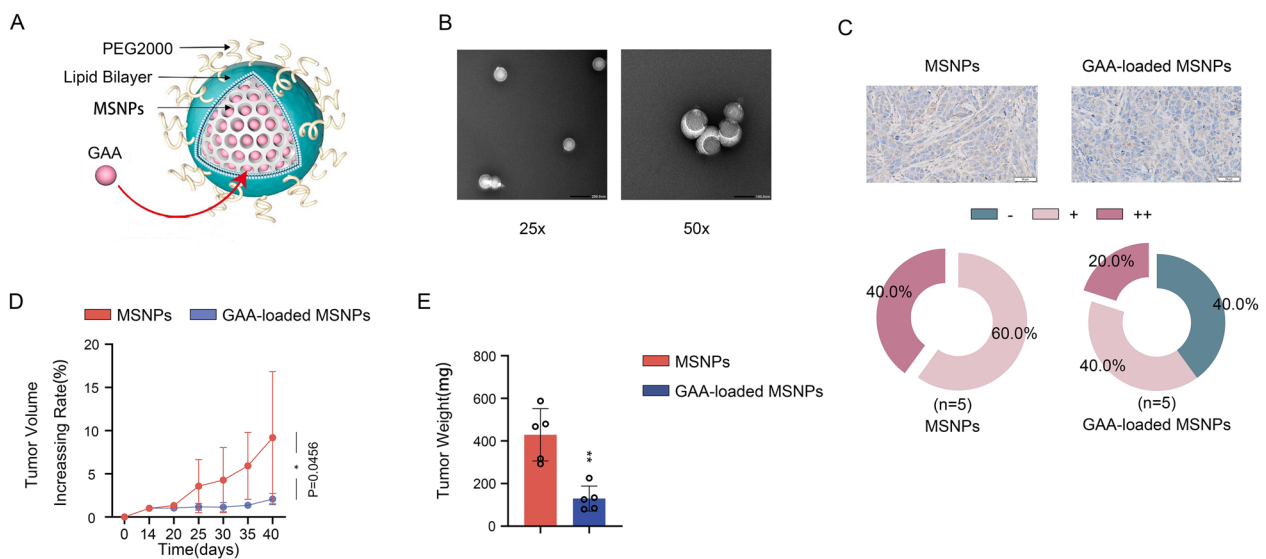 A
PEG2000
Lipid Bilayer
MSNPs
GAA
B
25x
50x
C
MSNPs
GAA-loaded MSNPs
-
+
++
40.0%
60.0%
(n=5)
MSNPs
20.0%
40.0%
40.0%
(n=5)
GAA-loaded MSNPs
D
MSNPs
GAA-loaded MSNPs
Tumor Volume
Increassing Rate(%)
20
15
10
5
0
0 14 20 25 30 35 40
Time(days)
*
P=0.0456
E
MSNPs
GAA-loaded MSNPs
Tumor Weight(mg)
800
600
400
200
0
**